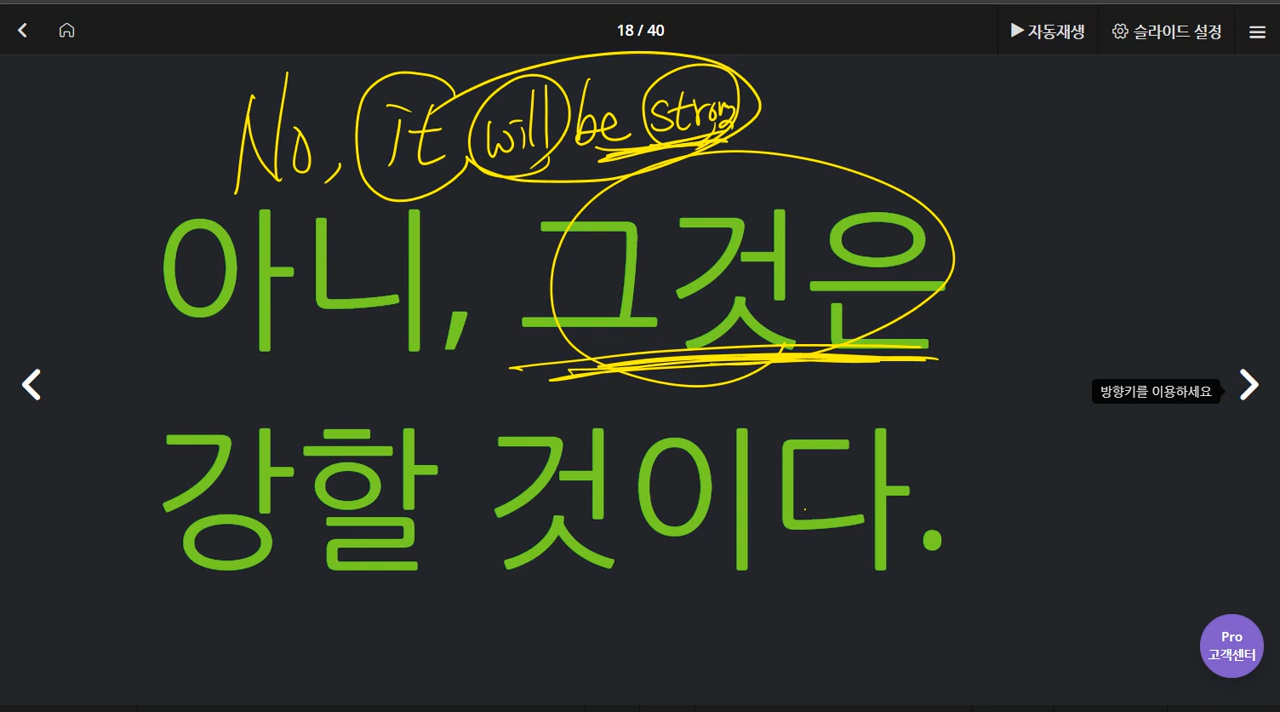 18 / 40
▶자동재생
슬라이드 설정
No, it will be strong
아니, 그것은
방향키를 이용하세요
강할 것이다.
Pro
고객센터